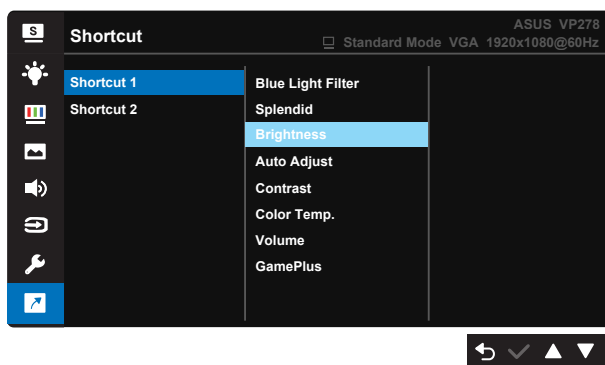 S
Shortcut
ASUS VP278
Standard Mode VGA 1920x1080@60Hz
Shortcut 1
Shortcut 2
Blue Light Filter
Splendid
Brightness
Auto Adjust
Contrast
Color Temp.
Volume
GamePlus